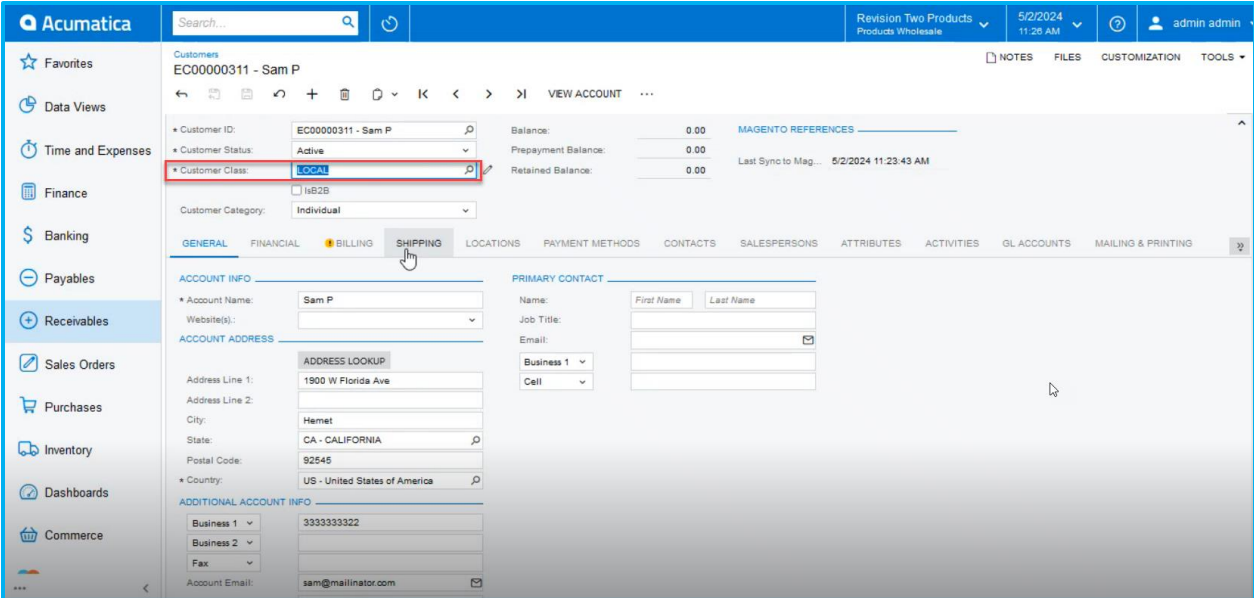 Acumatica
Search...
Revision Two Products
Products Wholesale
5/2/2024
11:26 AM
admin admin
Favorites
Data Views
Time and Expenses
Finance
Banking
Payables
Receivables
Sales Orders
Purchases
Inventory
Dashboards
Commerce
Customers
EC00000311 - Sam P
NOTES FILES CUSTOMIZATION TOOLS
VIEW ACCOUNT ...
* Customer ID: EC00000311 - Sam P
* Customer Status: Active
* Customer Class: LOCAL
IsB2B
Customer Category: Individual
Balance: 0.00
Prepayment Balance: 0.00
Retained Balance: 0.00
MAGENTO REFERENCES
Last Sync to Mag... 5/2/2024 11:23:43 AM
GENERAL FINANCIAL BILLING SHIPPING LOCATIONS PAYMENT METHODS CONTACTS SALESPERSONS ATTRIBUTES ACTIVITIES GL ACCOUNTS MAILING & PRINTING
ACCOUNT INFO
* Account Name: Sam P
Website(s).:
ACCOUNT ADDRESS
ADDRESS LOOKUP
Address Line 1: 1900 W Florida Ave
Address Line 2:
City: Hemet
State: CA - CALIFORNIA
Postal Code: 92545
* Country: US - United States of America
ADDITIONAL ACCOUNT INFO
Business 1 3333333322
Business 2
Fax
Account Email: sam@mailinator.com
PRIMARY CONTACT
Name: First Name Last Name
Job Title:
Email:
Business 1
Cell